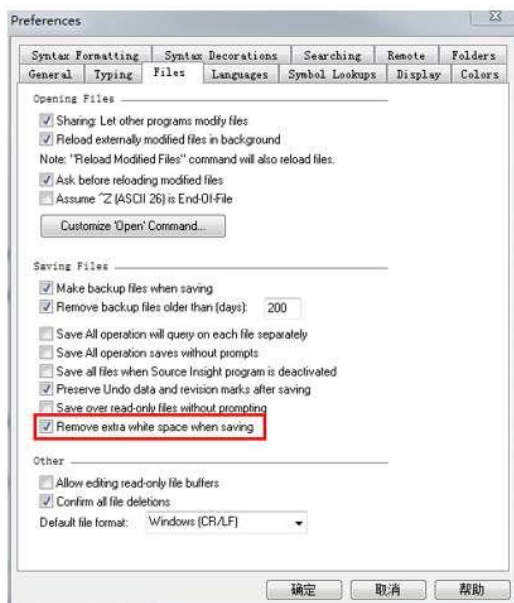 Preferences
Syntax Formatting Syntax Decorations Searching Remote Folders
General Typing Files Languages Symbol Lookups Display Colors
Opening Files
Sharing: Let other programs modify files
Reload externally modified files in background
Note: "Reload Modified Files" command will also reload files.
Ask before reloading modified files
Assume ^Z (ASCII 26) is End-Of-File
Customize 'Open' Command...
Saving Files
Make backup files when saving
Remove backup files older than (days): 200
Save All operation will query on each file separately
Save All operation saves without prompts
Save all files when Source Insight program is deactivated
Preserve Undo data and revision marks after saving
Save over read-only files without prompting
Remove extra white space when saving
Other
Allow editing read-only file buffers
Confirm all file deletions
Default file format: Windows (CR/LF)
确定 取消 帮助